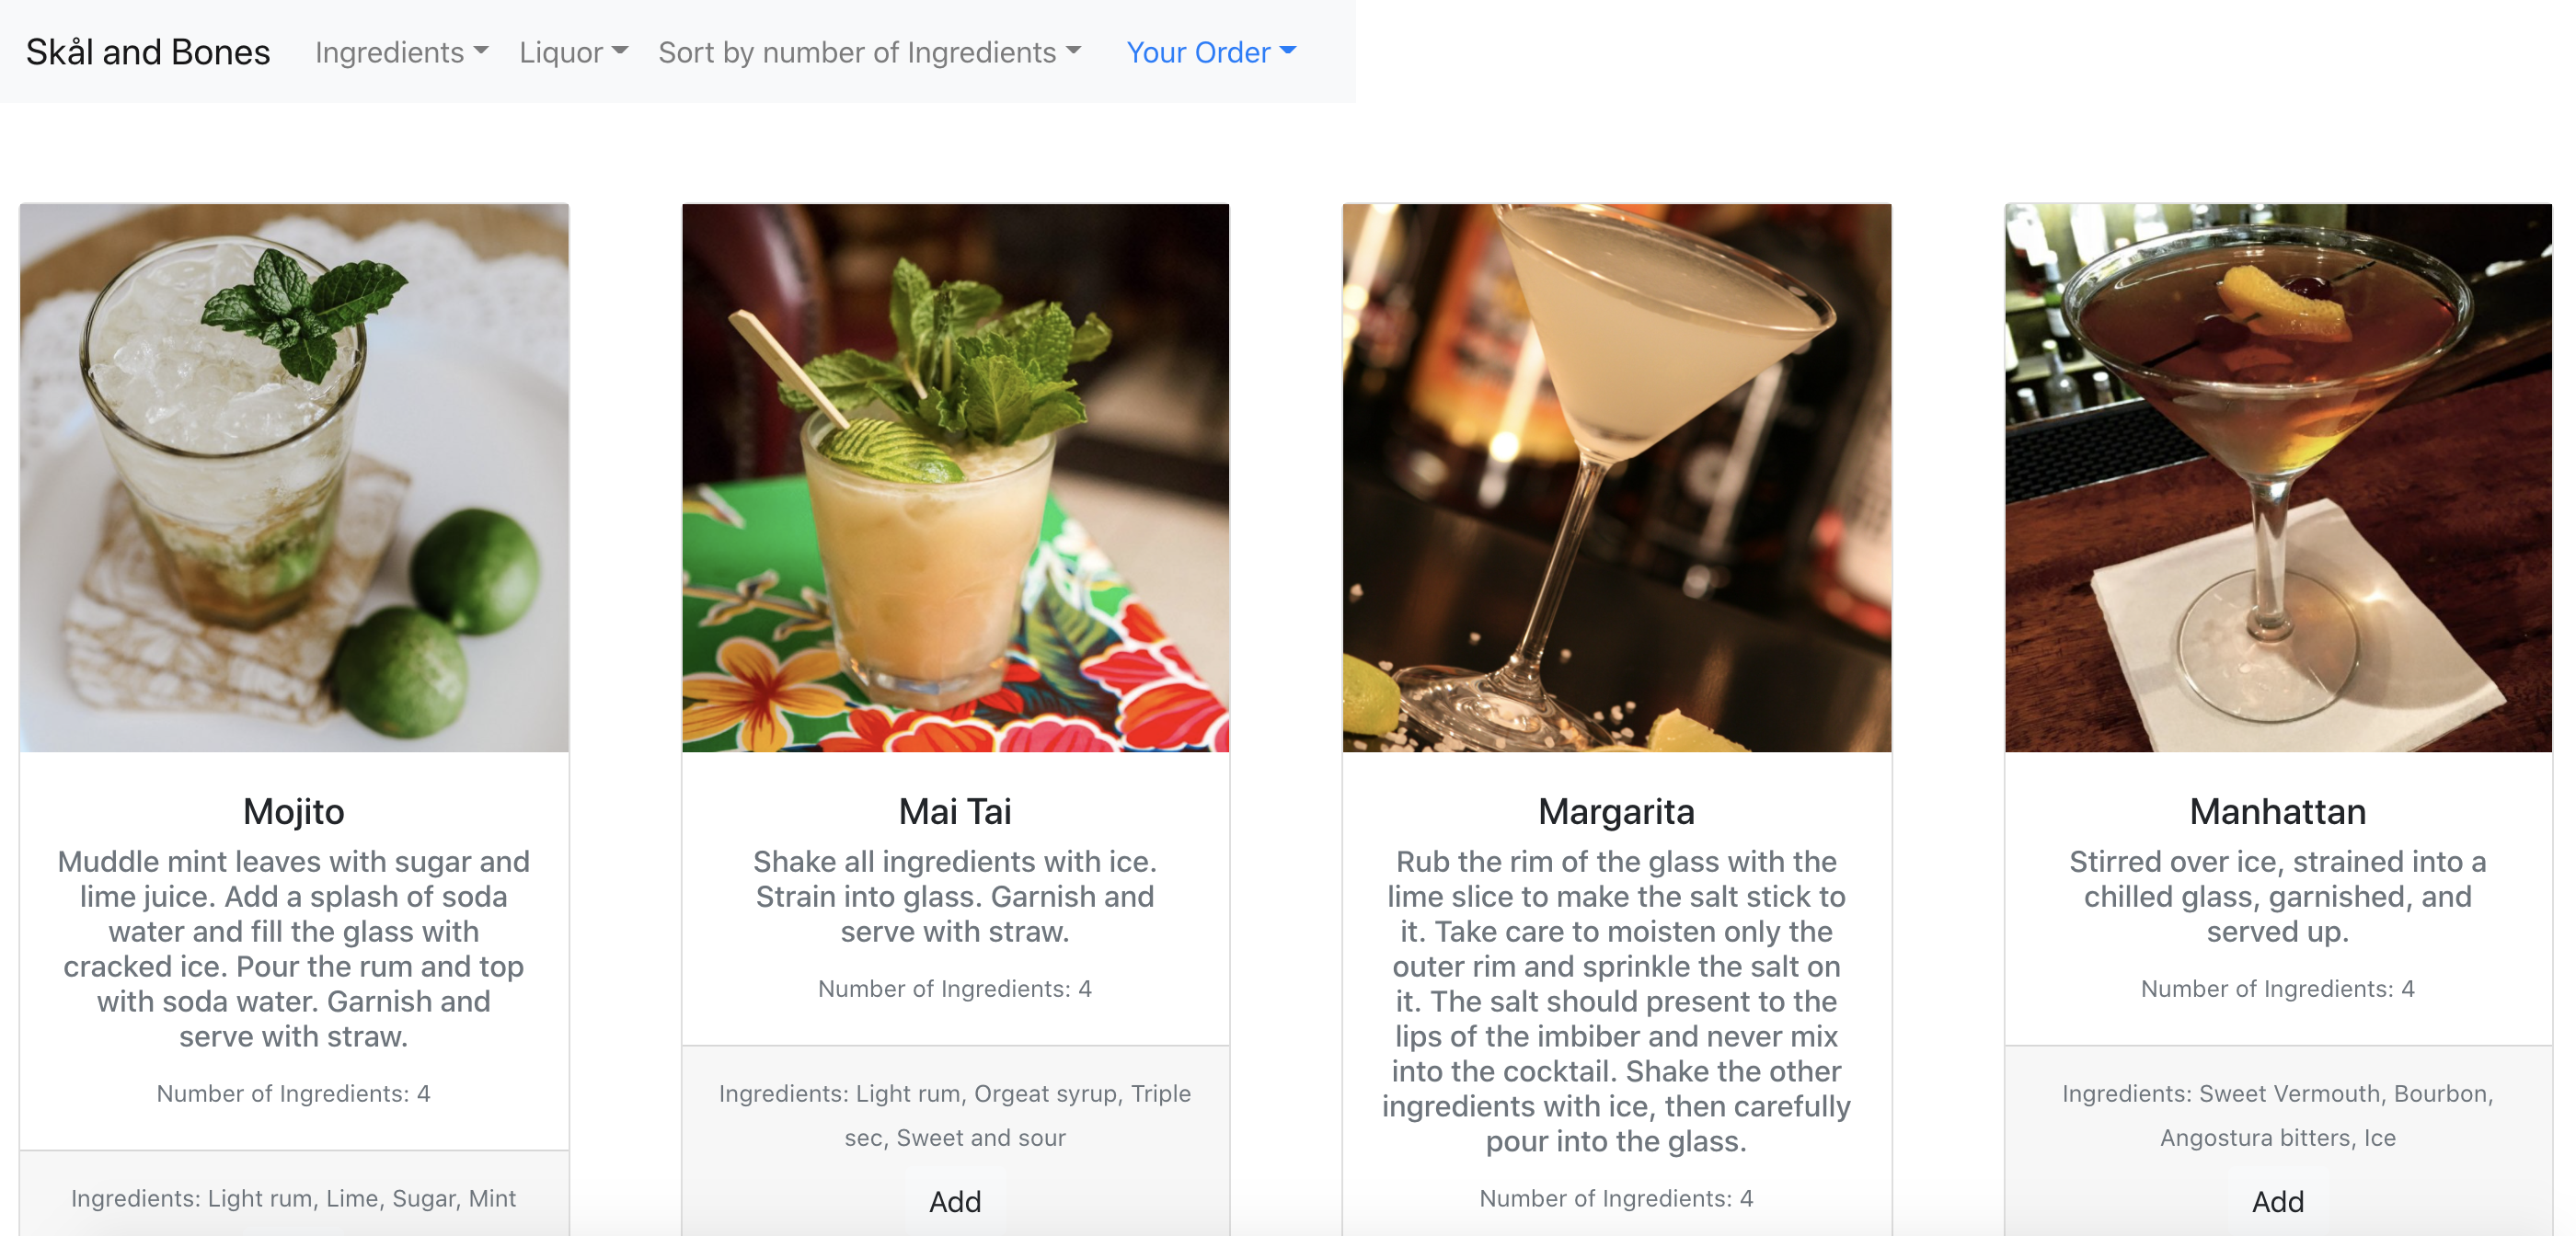 Skål and Bones
Ingredients
Liquor
Sort by number of Ingredients
Your Order
Mojito
Muddle mint leaves with sugar and
lime juice. Add a splash of soda
water and fill the glass with
cracked ice. Pour the rum and top
with soda water. Garnish and
serve with straw.
Number of Ingredients: 4
Ingredients: Light rum, Lime, Sugar, Mint
Mai Tai
Shake all ingredients with ice.
Strain into glass. Garnish and
serve with straw.
Number of Ingredients: 4
Ingredients: Light rum, Orgeat syrup, Triple
sec, Sweet and sour
Add
Margarita
Rub the rim of the glass with the
lime slice to make the salt stick to
it. Take care to moisten only the
outer rim and sprinkle the salt on
it. The salt should present to the
lips of the imbiber and never mix
into the cocktail. Shake the other
ingredients with ice, then carefully
pour into the glass.
Number of Ingredients: 4
Manhattan
Stirred over ice, strained into a
chilled glass, garnished, and
served up.
Number of Ingredients: 4
Ingredients: Sweet Vermouth, Bourbon,
Angostura bitters, Ice
Add